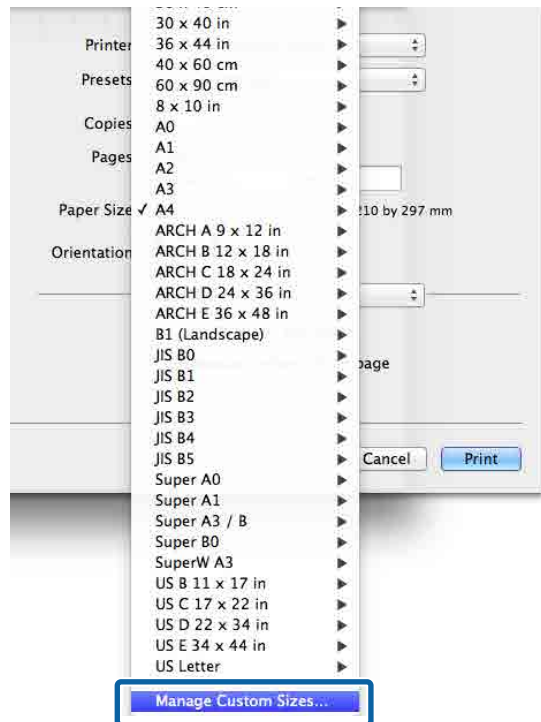 30 x 40 in
Printer 36 x 44 in
40 x 60 cm
Presets 60 x 90 cm
8 x 10 in
Copies A0
A1
Pages A2
A3
Paper Size ✓ A4 210 by 297 mm
ARCH A 9 x 12 in
Orientation ARCH B 12 x 18 in
ARCH C 18 x 24 in
ARCH D 24 x 36 in
ARCH E 36 x 48 in
B1 (Landscape)
JIS B0
JIS B1 page
JIS B2
JIS B3
JIS B4
JIS B5 Cancel Print
Super A0
Super A1
Super A3 / B
Super B0
SuperW A3
US B 11 x 17 in
US C 17 x 22 in
US D 22 x 34 in
US E 34 x 44 in
US Letter
Manage Custom Sizes...